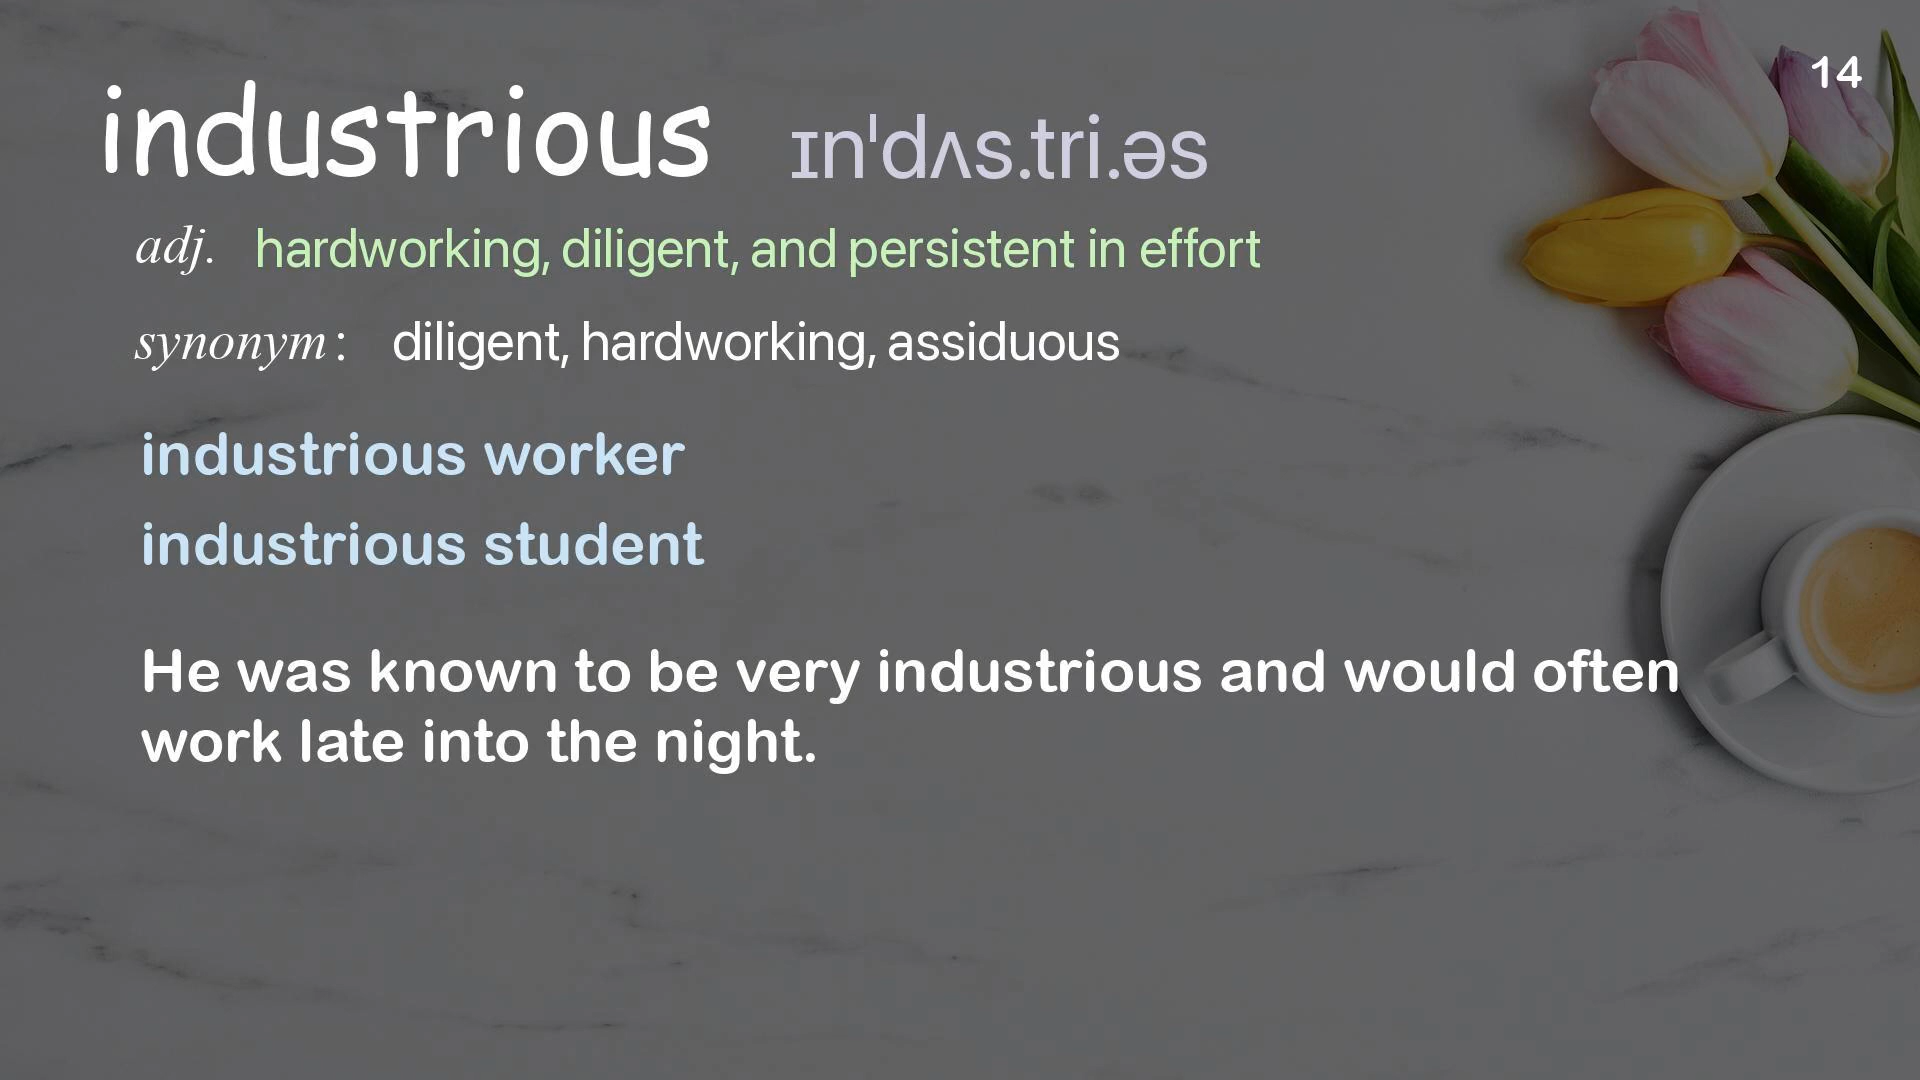 14
industrious ɪnˈdʌs.tri.əs
adj. hardworking, diligent, and persistent in effort
synonym : diligent, hardworking, assiduous
industrious worker
industrious student
He was known to be very industrious and would often
work late into the night.